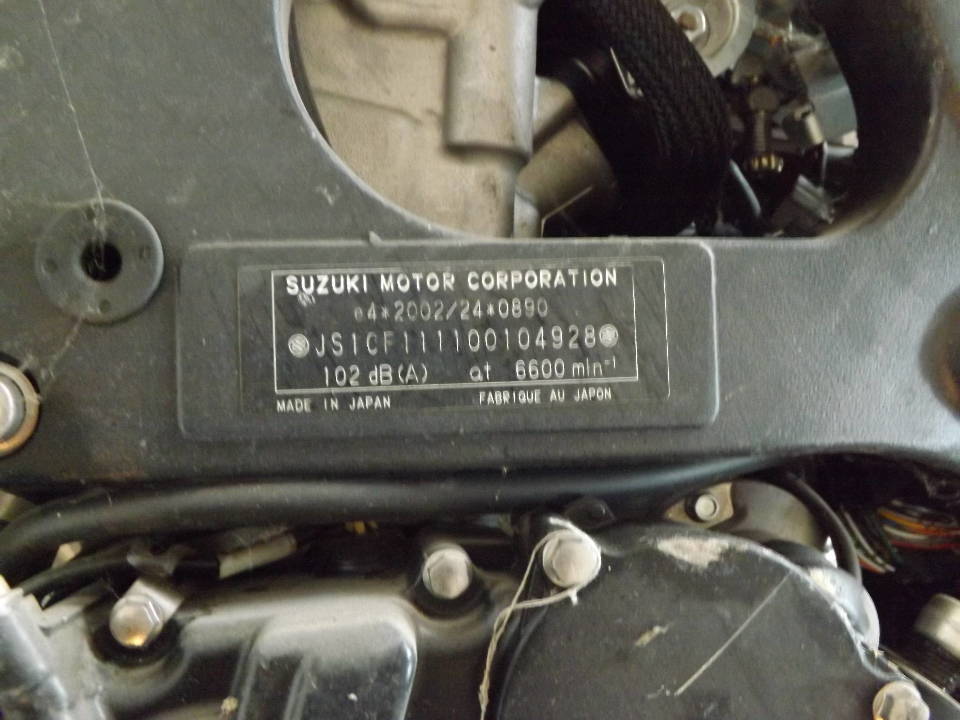 SUZUKI MOTOR CORPORATION
e4*2002/24*0890
JS1CF111100104928
102 dB(A) at 6600 min⁻¹
MADE IN JAPAN FABRIQUE AU JAPON